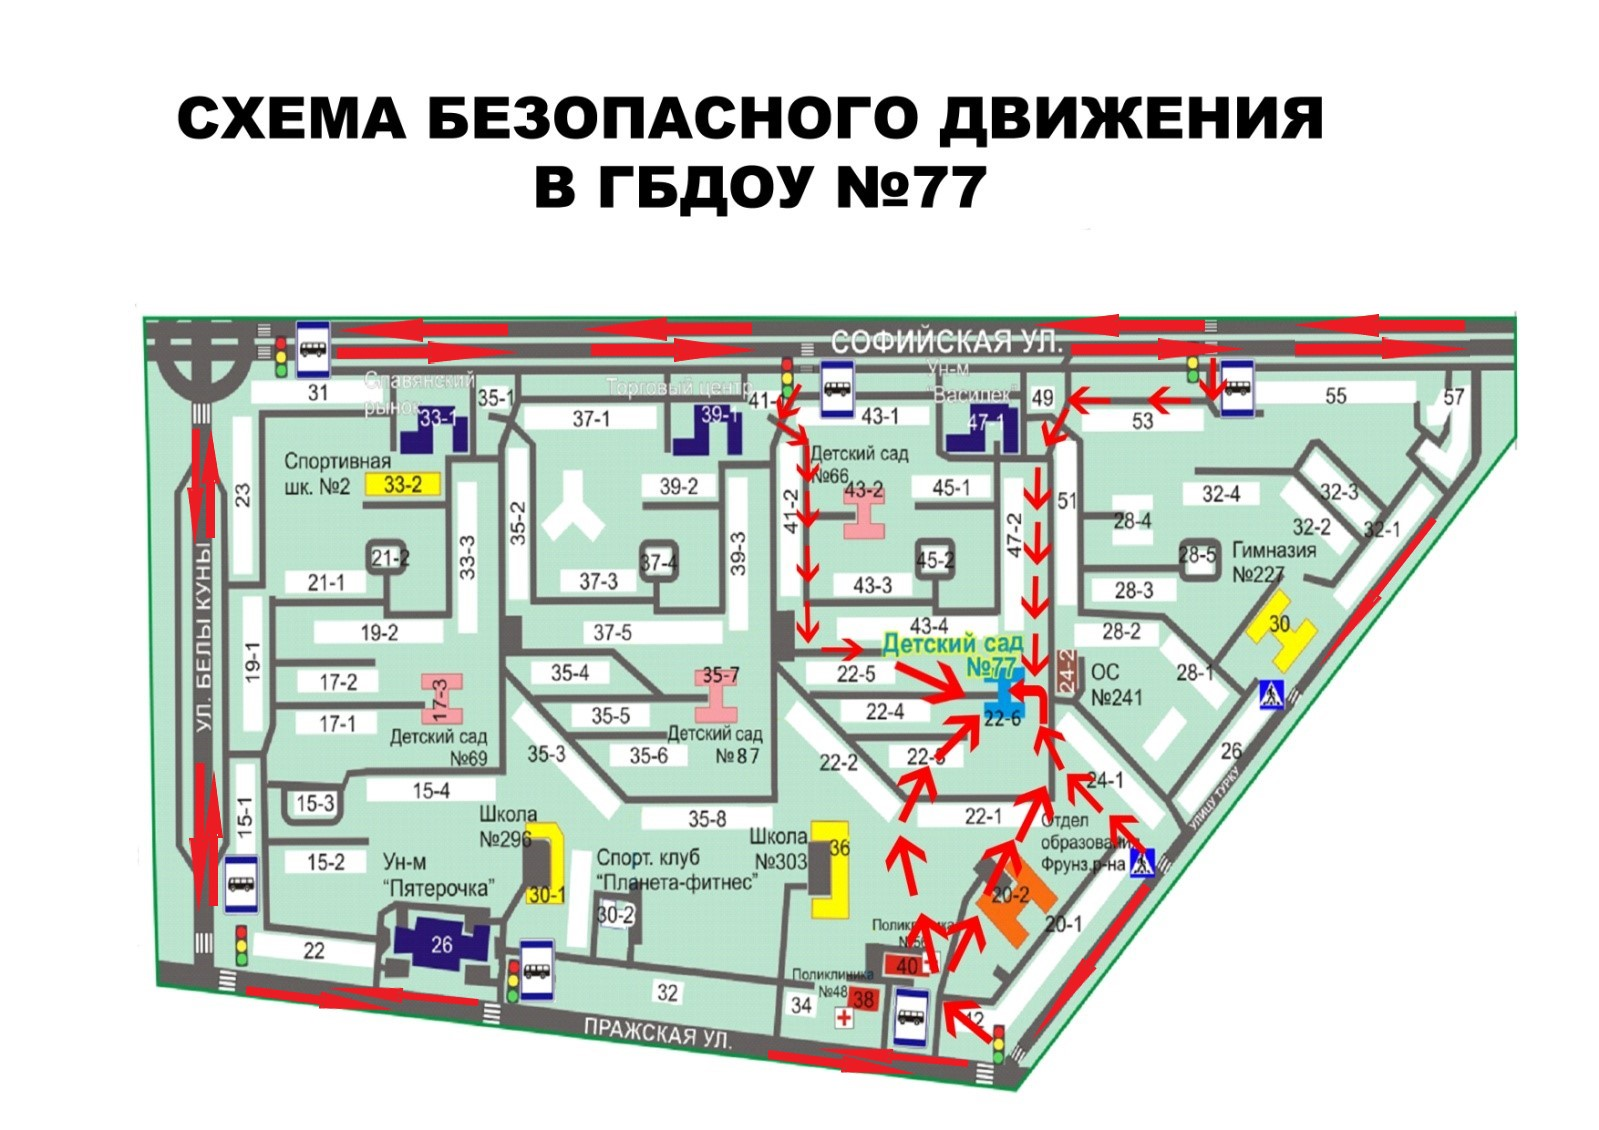 СХЕМА БЕЗОПАСНОГО ДВИЖЕНИЯ
В ГБДОУ №77
СОФИЙСКАЯ УЛ.
31
Славянский
рынок
33-1
35-1
37-1
Торговый центр
39-1
41-1
43-1
Ун-м
"Василек"
47-1
49
53
55
57
23
Спортивная
шк. №2
33-2
33-3
35-2
39-2
39-3
41-2
Детский сад
№66
43-2
45-1
47-2
51
32-4
32-3
32-2
32-1
28-4
28-5
Гимназия
№227
21-2
21-1
37-4
37-3
45-2
43-3
28-3
30
УЛ. БЕЛЫ КУНЫ
19-1
19-2
37-5
43-4
28-2
Детский сад
№77
17-2
17-3
35-4
35-7
22-5
24-2
ОС
№241
28-1
17-1
35-5
22-4
22-6
Детский сад
№69
Детский сад
№87
35-3
35-6
22-2
22-3
26
УЛИЦУ ТУРКУ
15-4
15-3
15-1
35-8
22-1
24-1
Школа
№296
Школа
№303
36
Отдел
образования
Фрунз.р-на
15-2
Ун-м
"Пятерочка"
30-1
Спорт. клуб
"Планета-фитнес"
30-2
20-2
20-1
22
26
32
34
Поликлиника
40
Поликлиника
№48
38
42
ПРАЖСКАЯ УЛ.